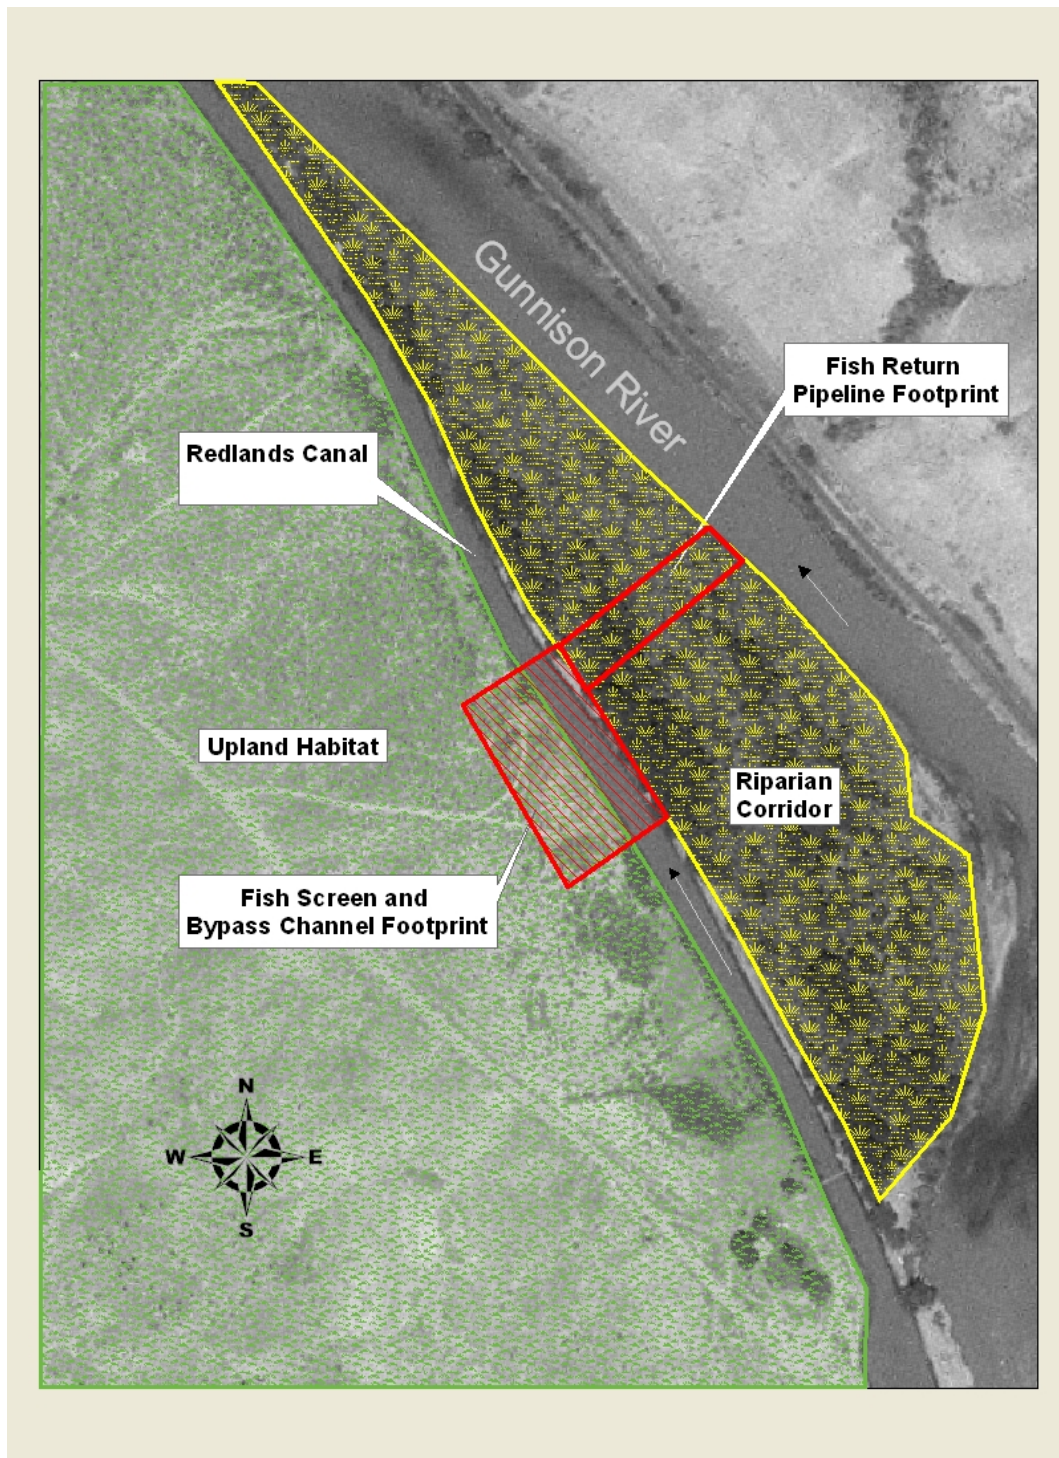 Gunnison River
Fish Return
Pipeline Footprint
Redlands Canal
Upland Habitat
Riparian
Corridor
Fish Screen and
Bypass Channel Footprint
N
W
E
S